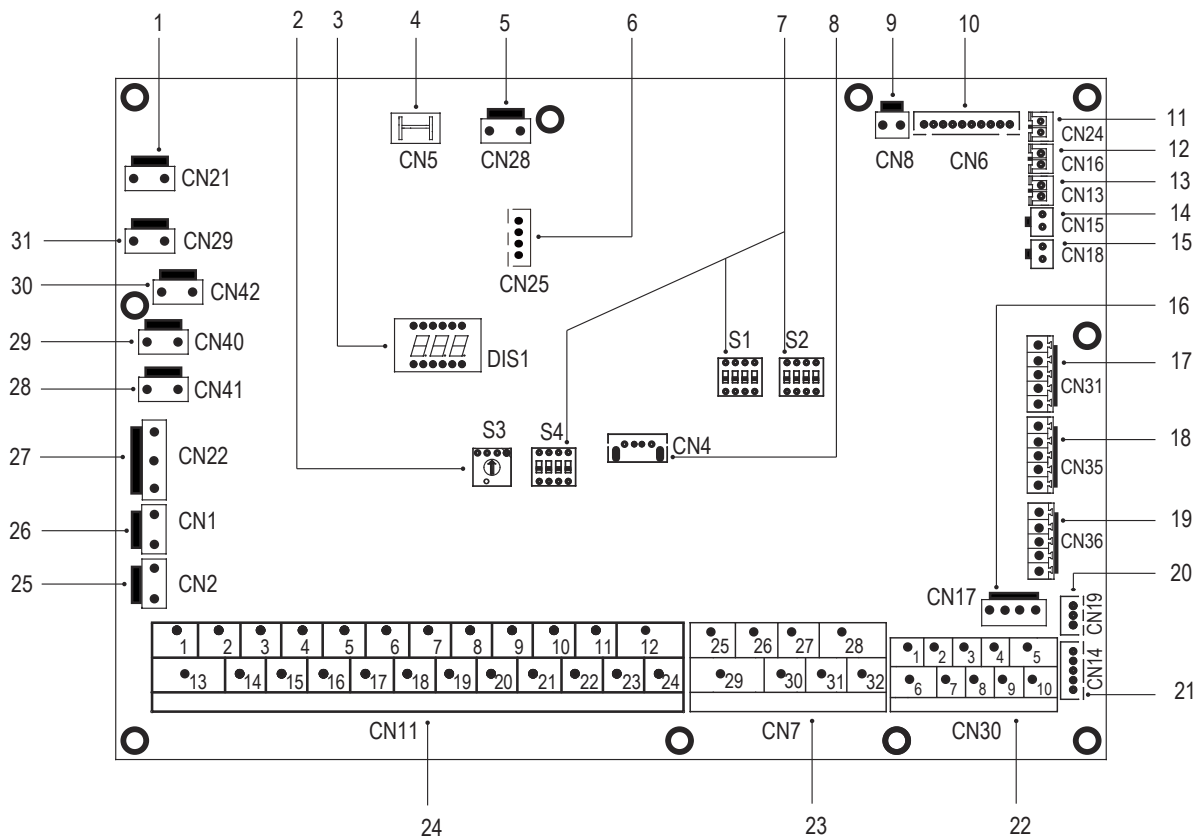 1 2 3 4 5 6 7 8 9 10
CN5 CN28 CN8 CN6 CN24 11
CN21 CN16 12
CN13 13
31 CN29 CN15 14
CN25 CN18 15
30 CN42 16
29 CN40 DIS1 S1 S2 17
28 CN41 CN31
27 CN22 S3 S4 CN4 CN35 18
26 CN1 CN36 19
25 CN2 CN17 CN19 20
1 2 3 4 5 6 7 8 9 10 11 12 25 26 27 28 1 2 3 4 5
13 14 15 16 17 18 19 20 21 22 23 24 29 30 31 32 6 7 8 9 10 CN14 21
CN11 CN7 CN30
24 23 22